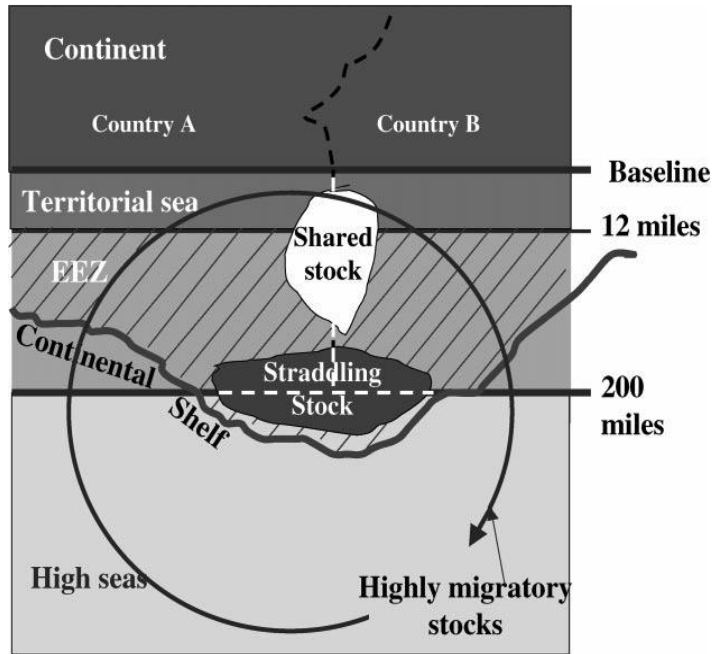 Continent
Country A
Country B
Baseline
Territorial sea
12 miles
Shared
stock
EEZ
Continental
Shelf
Straddling
Stock
200
miles
High seas
Highly migratory
stocks